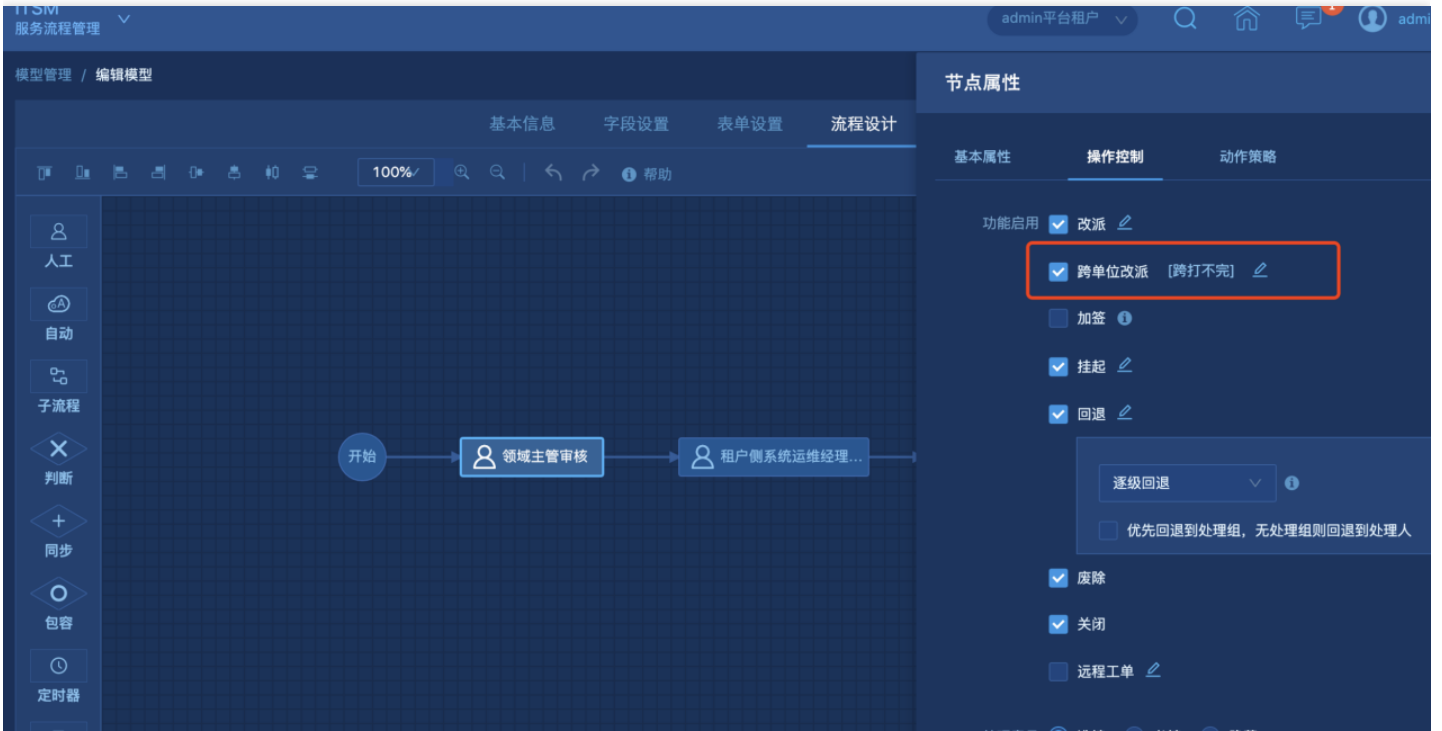 ITSM
服务流程管理
admin平台租户
1
admi
模型管理 / 编辑模型
节点属性
基本信息 字段设置 表单设置 流程设计
基本属性 操作控制 动作策略
100%
帮助
功能启用 改派
跨单位改派 [跨打不完]
加签
挂起
回退
逐级回退
优先回退到处理组，无处理组则回退到处理人
废除
关闭
远程工单
人工
自动
子流程
判断
同步
包容
定时器
开始
领域主管审核
租户侧系统运维经理...